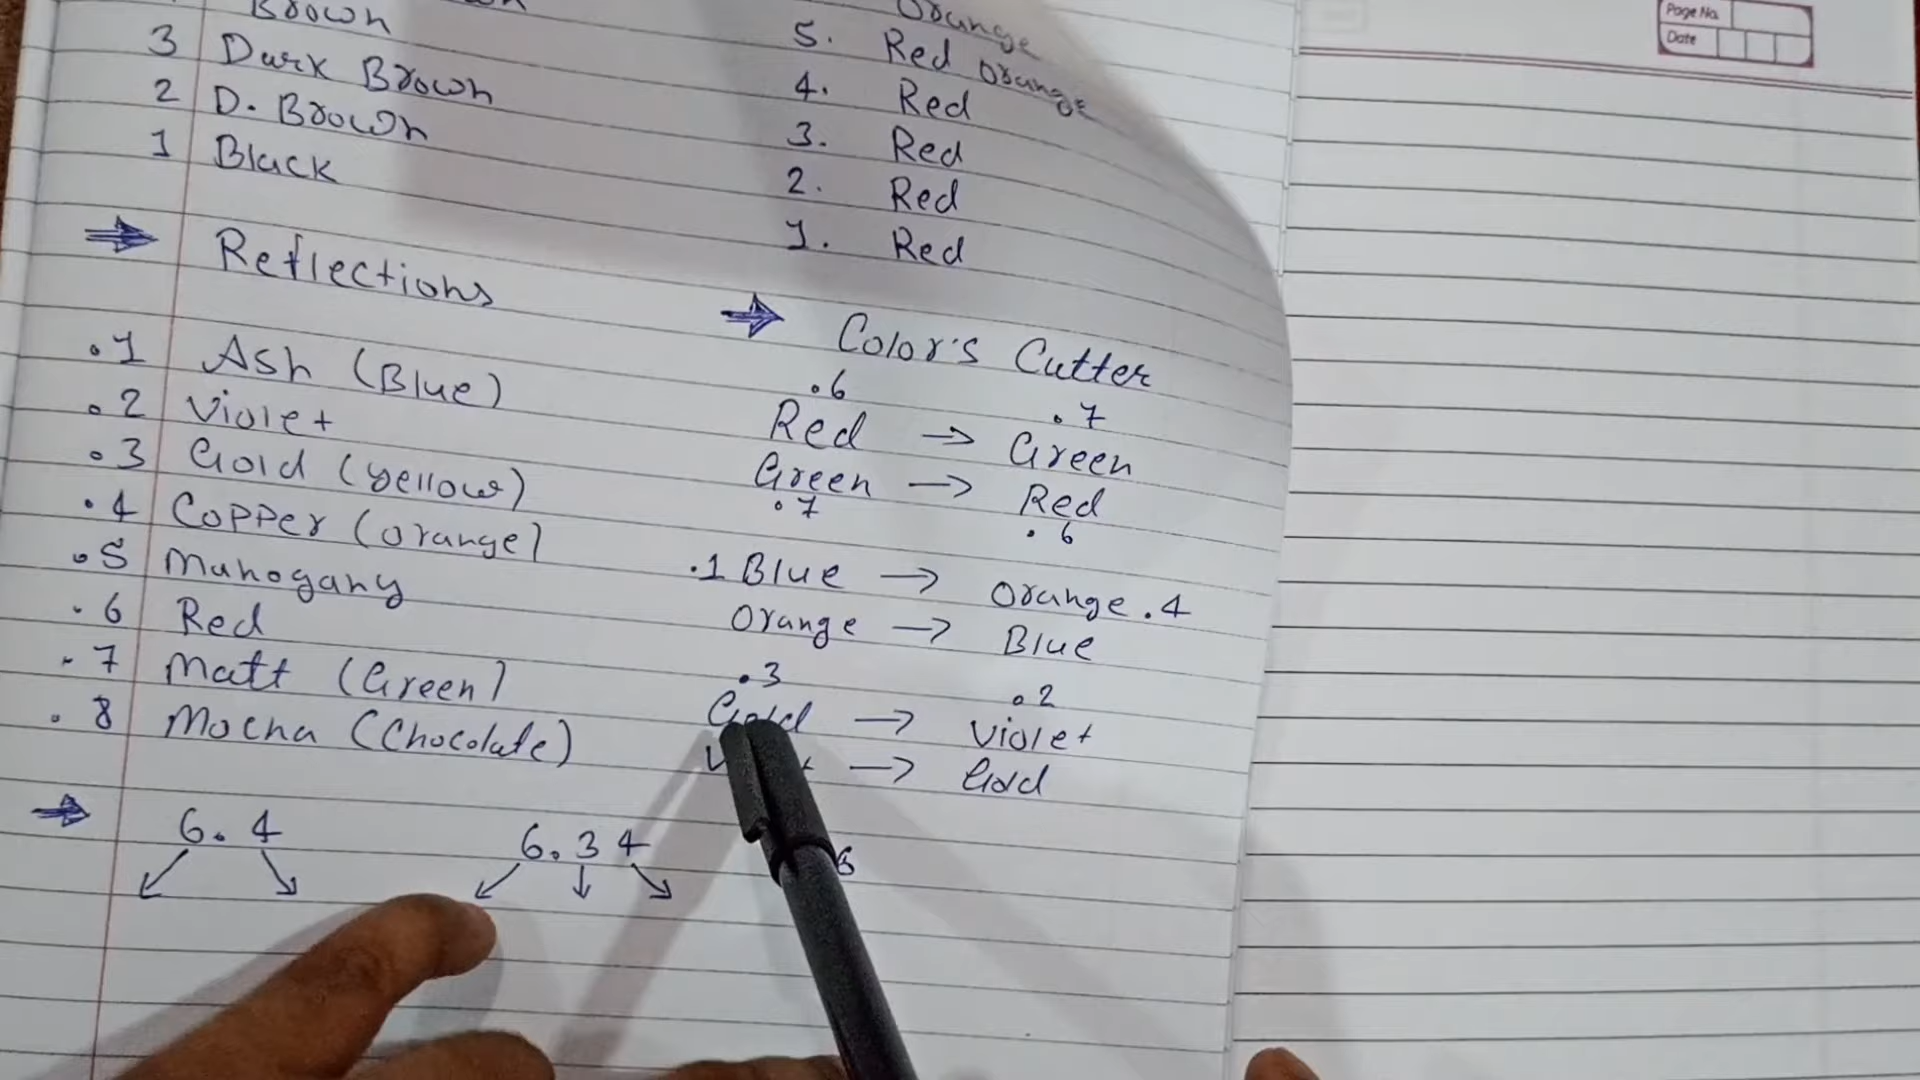 Brown
3 Dark Brown
2 D. Brown
1 Black
Orange
5. Red Orange
4. Red
3. Red
2. Red
1. Red
Reflections
.1 Ash (Blue)
.2 Violet
.3 Gold (Yellow)
.4 Copper (Orange)
.5 Mahogany
.6 Red
.7 Matt (Green)
.8 Mocha (Chocolate)
Color's Cutter
.6 .7
Red → Green
Green → Red
.7 .6
.1 Blue → Orange .4
Orange → Blue
.3 .2
Gold → Violet
→ Gold
6.4 6.34
Page No.
Date